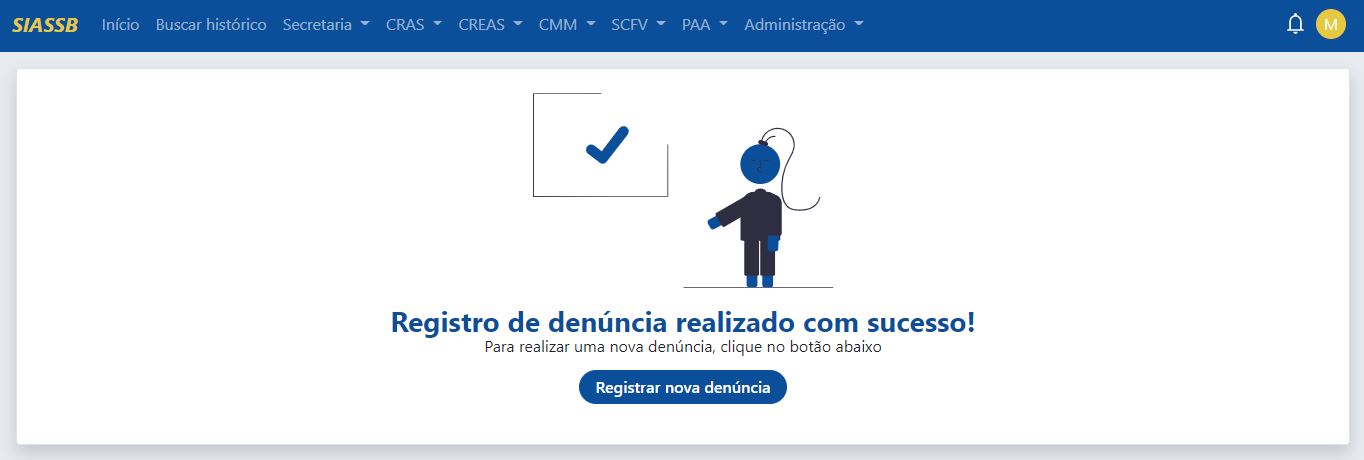 SIASSB Início Buscar histórico Secretaria CRAS CREAS CMM SCFV PAA Administração M
Registro de denúncia realizado com sucesso!
Para realizar uma nova denúncia, clique no botão abaixo
Registrar nova denúncia